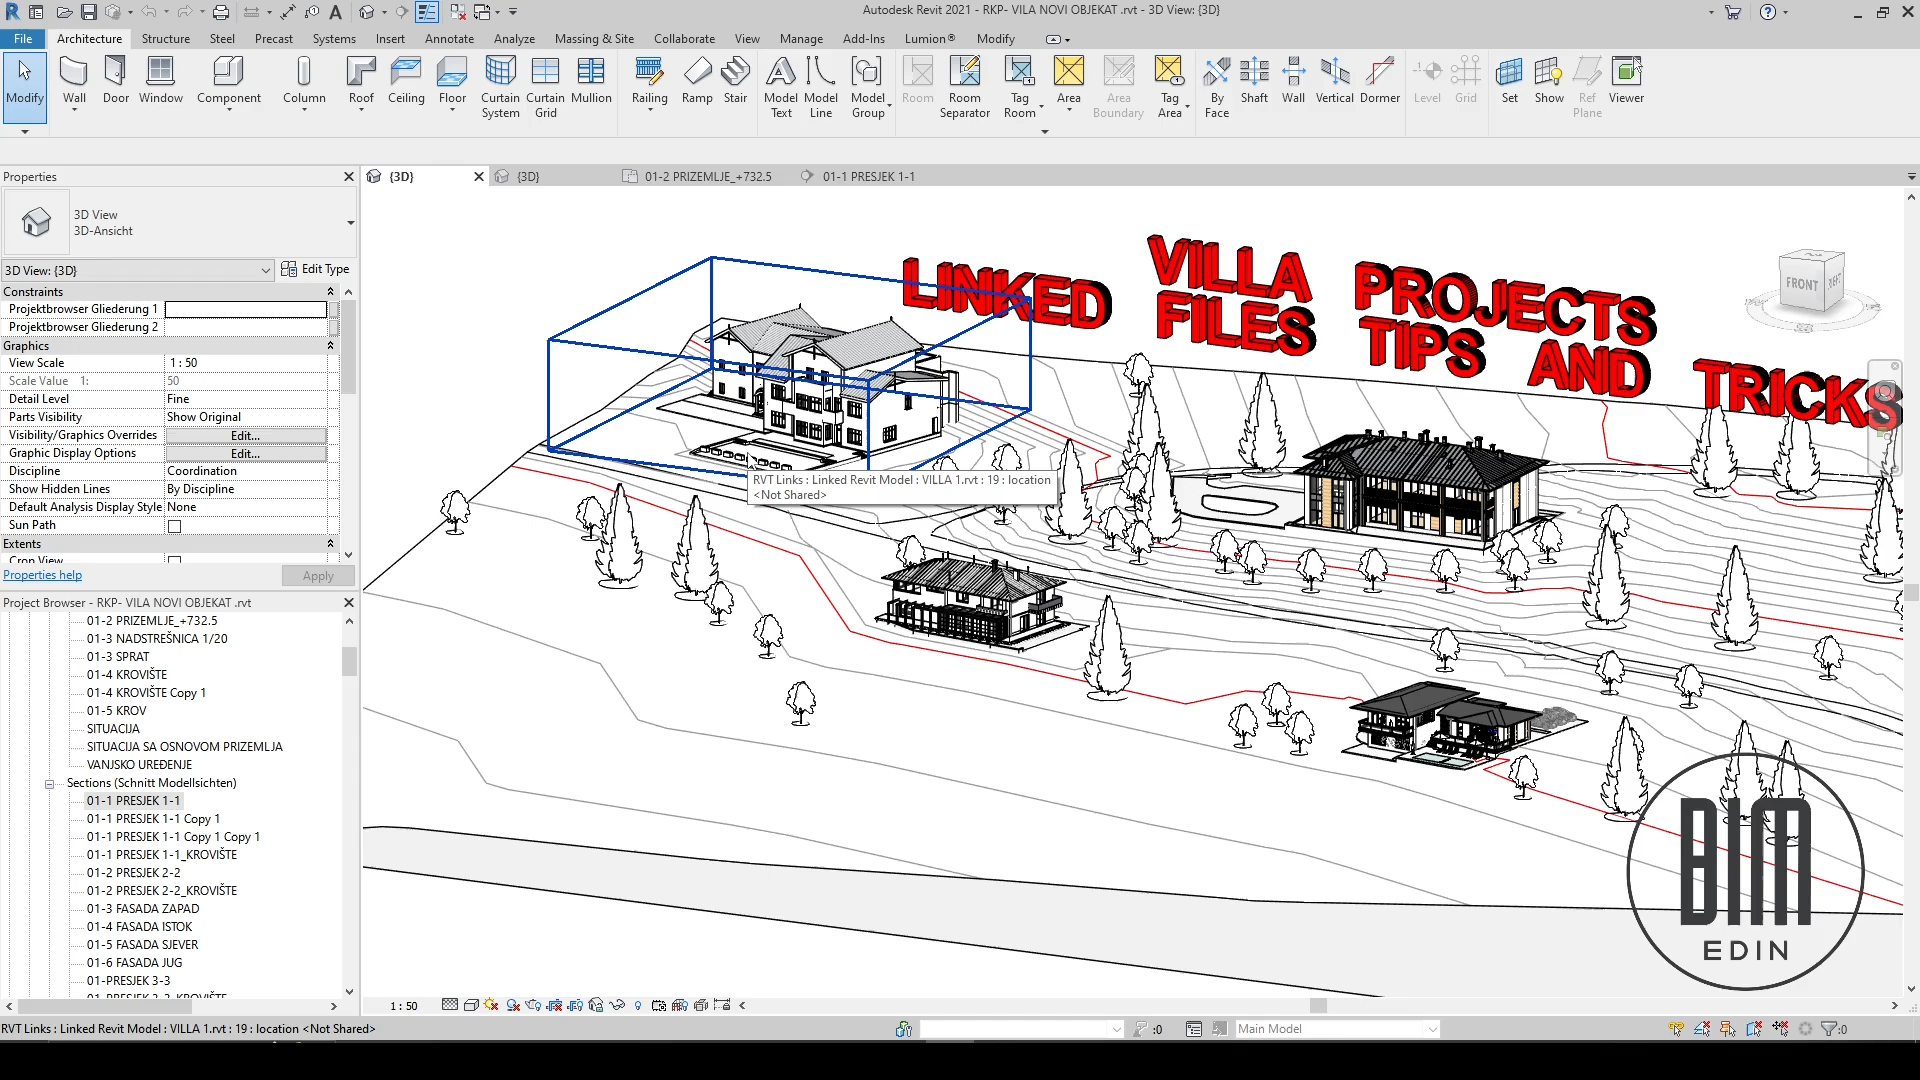 Autodesk Revit 2021 - RKP- VILA NOVI OBJEKAT .rvt - 3D View: {3D}
File Architecture Structure Steel Precast Systems Insert Annotate Analyze Massing & Site Collaborate View Manage Add-Ins Lumion® Modify
Modify Wall Door Window Component Column Roof Ceiling Floor Curtain System Curtain Grid Mullion Railing Ramp Stair Model Text Model Line Model Group Room Room Separator Tag Room Area Area Boundary Tag Area By Face Shaft Wall Vertical Dormer Level Grid Set Show Ref Plane Viewer
Properties
{3D} {3D} 01-2 PRIZEMLJE_+732.5 01-1 PRESJEK 1-1
3D View
3D-Ansicht
3D View: {3D} Edit Type
Constraints
Projektbrowser Gliederung 1
Projektbrowser Gliederung 2
Graphics
View Scale 1 : 50
Scale Value 1: 50
Detail Level Fine
Parts Visibility Show Original
Visibility/Graphics Overrides Edit...
Graphic Display Options Edit...
Discipline Coordination
Show Hidden Lines By Discipline
Default Analysis Display Style None
Sun Path
Extents
Crop View
Properties help Apply
Project Browser - RKP- VILA NOVI OBJEKAT .rvt
01-2 PRIZEMLJE_+732.5
01-3 NADSTREŠNICA 1/20
01-3 SPRAT
01-4 KROVIŠTE
01-4 KROVIŠTE Copy 1
01-5 KROV
SITUACIJA
SITUACIJA SA OSNOVOM PRIZEMLJA
VANJSKO UREĐENJE
Sections (Schnitt Modellsichten)
01-1 PRESJEK 1-1
01-1 PRESJEK 1-1 Copy 1
01-1 PRESJEK 1-1 Copy 1 Copy 1
01-1 PRESJEK 1-1_KROVIŠTE
01-2 PRESJEK 2-2
01-2 PRESJEK 2-2_KROVIŠTE
01-3 FASADA ZAPAD
01-4 FASADA ISTOK
01-5 FASADA SJEVER
01-6 FASADA JUG
01-PRESJEK 3-3
01-PRESJEK 3-3_KROVIŠTE
LINKED VILLA PROJECTS
FILES TIPS AND TRICKS
FRONT RIGHT
RVT Links : Linked Revit Model : VILLA 1.rvt : 19 : location
<Not Shared>
BIM
EDIN
1 : 50
RVT Links : Linked Revit Model : VILLA 1.rvt : 19 : location <Not Shared> :0 Main Model :0